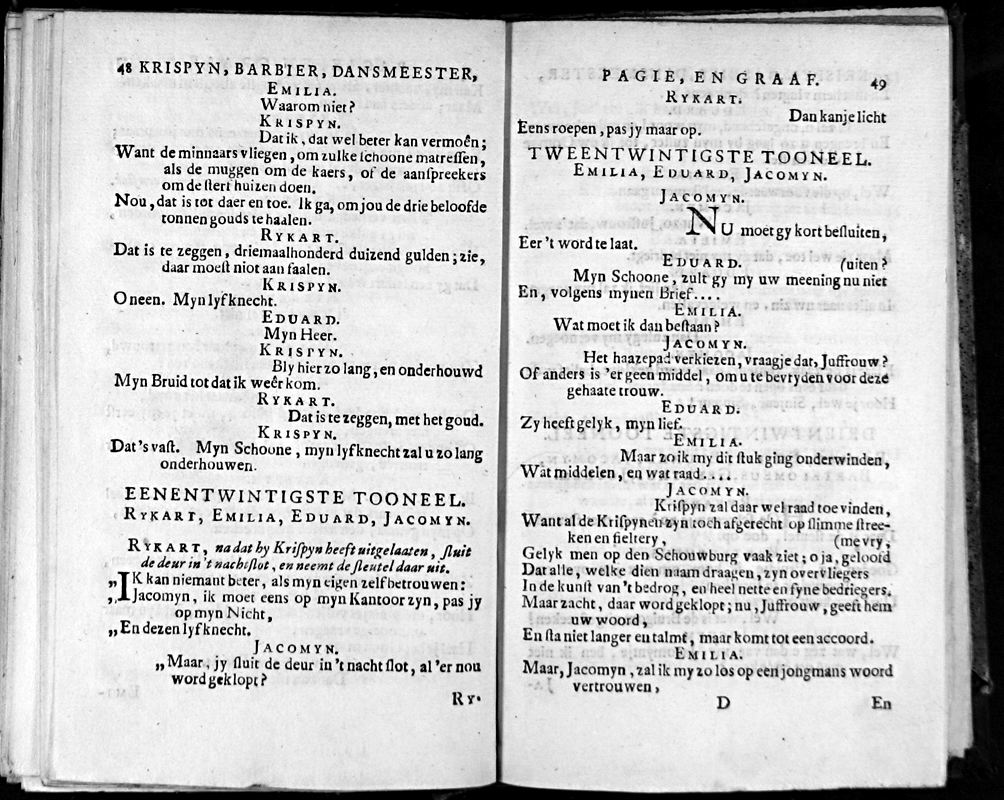 48 KRISPYN, BARBIER, DANSMEESTER,
EMILIA.
Waarom niet?
KRISPYN.
Dat ik, dat wel beter kan vermoên;
Want de minnaars vliegen, om zulke schoone matressen,
als de muggen om de kaers, of de aanspreekers
om de stert huizen doen.
Nou, dat is tot daer en toe. Ik ga, om jou de drie beloofde
tonnen gouds te haalen.
RYKART.
Dat is te zeggen, driemaalhonderd duizend gulden; zie,
daar moest niot aan faalen.
KRISPYN.
O neen. Myn lyfknecht.
EDUARD.
Myn Heer.
KRISPYN.
Bly hier zo lang, en onderhouwd
Myn Bruid tot dat ik weêr kom.
RYKART.
Dat is te zeggen, met het goud.
KRISPYN.
Dat's vast. Myn Schoone, myn lyfknecht zal u zo lang
onderhouwen.
EENENTWINTIGSTE TOONEEL.
RYKART, EMILIA, EDUARD, JACOMYN.
RYKART, na dat hy Krispyn heeft uitgelaaten, sluit
de deur in 't nachtslot, en neemt de sleutel daar uit.
„IK kan niemant beter, als myn eigen zelf betrouwen:
„Jacomyn, ik moet eens op myn Kantoor zyn, pas jy
op myn Nicht,
„En dezen lyfknecht.
JACOMYN.
„Maar, jy sluit de deur in 't nachtslot, al 'er nou
word geklopt?
RY-
PAGIE, EN GRAAF. 49
RYKART.
Dan kan je licht
Eens roepen, pas jy maar op.
TWEENTWINTIGSTE TOONEEL.
EMILIA, EDUARD, JACOMYN.
JACOMYN.
NU moet gy kort besluiten,
Eer 't word te laat.
EDUARD. (uiten?
Myn Schoone, zult gy my uw meening nu niet
En, volgens mynen Brief....
EMILIA.
Wat moet ik dan bestaan?
JACOMYN.
Het haazepad verkiezen, vraag je dat, Juffrouw?
Of anders is 'er geen middel, om u te bevryden voor deze
gehaate trouw.
EDUARD.
Zy heeft gelyk, myn lief.
EMILIA.
Maar zo ik my dit stuk ging onderwinden,
Wat middelen, en wat raad....
JACOMYN.
Krispyn zal daar wel raad toe vinden,
Want al de Krispynen zyn toch afgerecht op slimme stree-
ken en fieltery, (me vry;
Gelyk men op den Schouwburg vaak ziet; o ja, geloof
Dat alle, welke dien naam draagen, zyn overvliegers
In de kunst van 't bedrog, en heel nette en fyne bedriegers.
Maar zacht, daar word geklopt; nu, Juffrouw, geeft hem
uw woord,
En sta niet langer en talmt, maar komt tot een accoord.
EMILIA.
Maar, Jacomyn, zal ik my zo los op een jongmans woord
vertrouwen,
D En